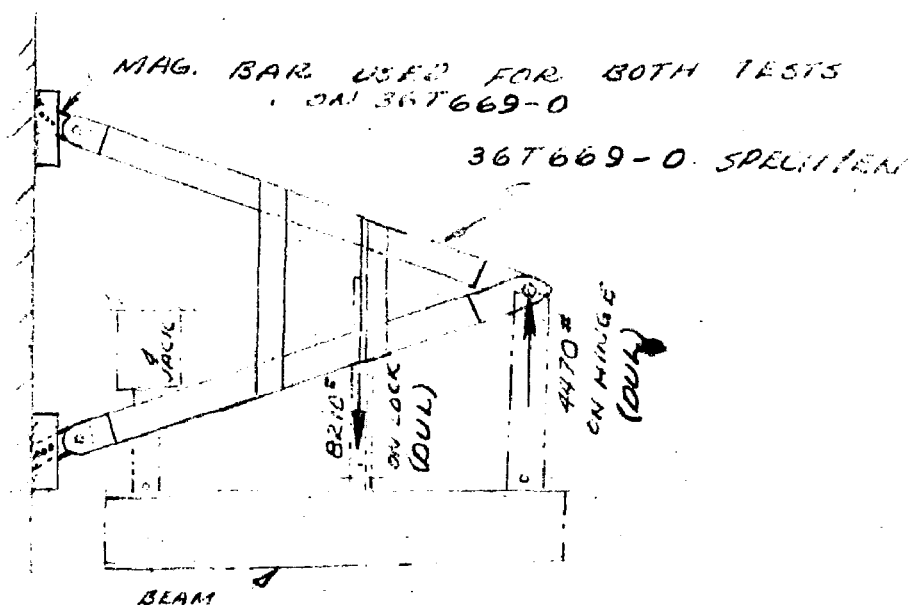 MAG. BAR USED FOR BOTH TESTS
ON 36T669-0
36T669-0 SPECIMEN
JACK
8210#
ON LOCK
(DUL)
4470#
ON HINGE
(DUL)
BEAM